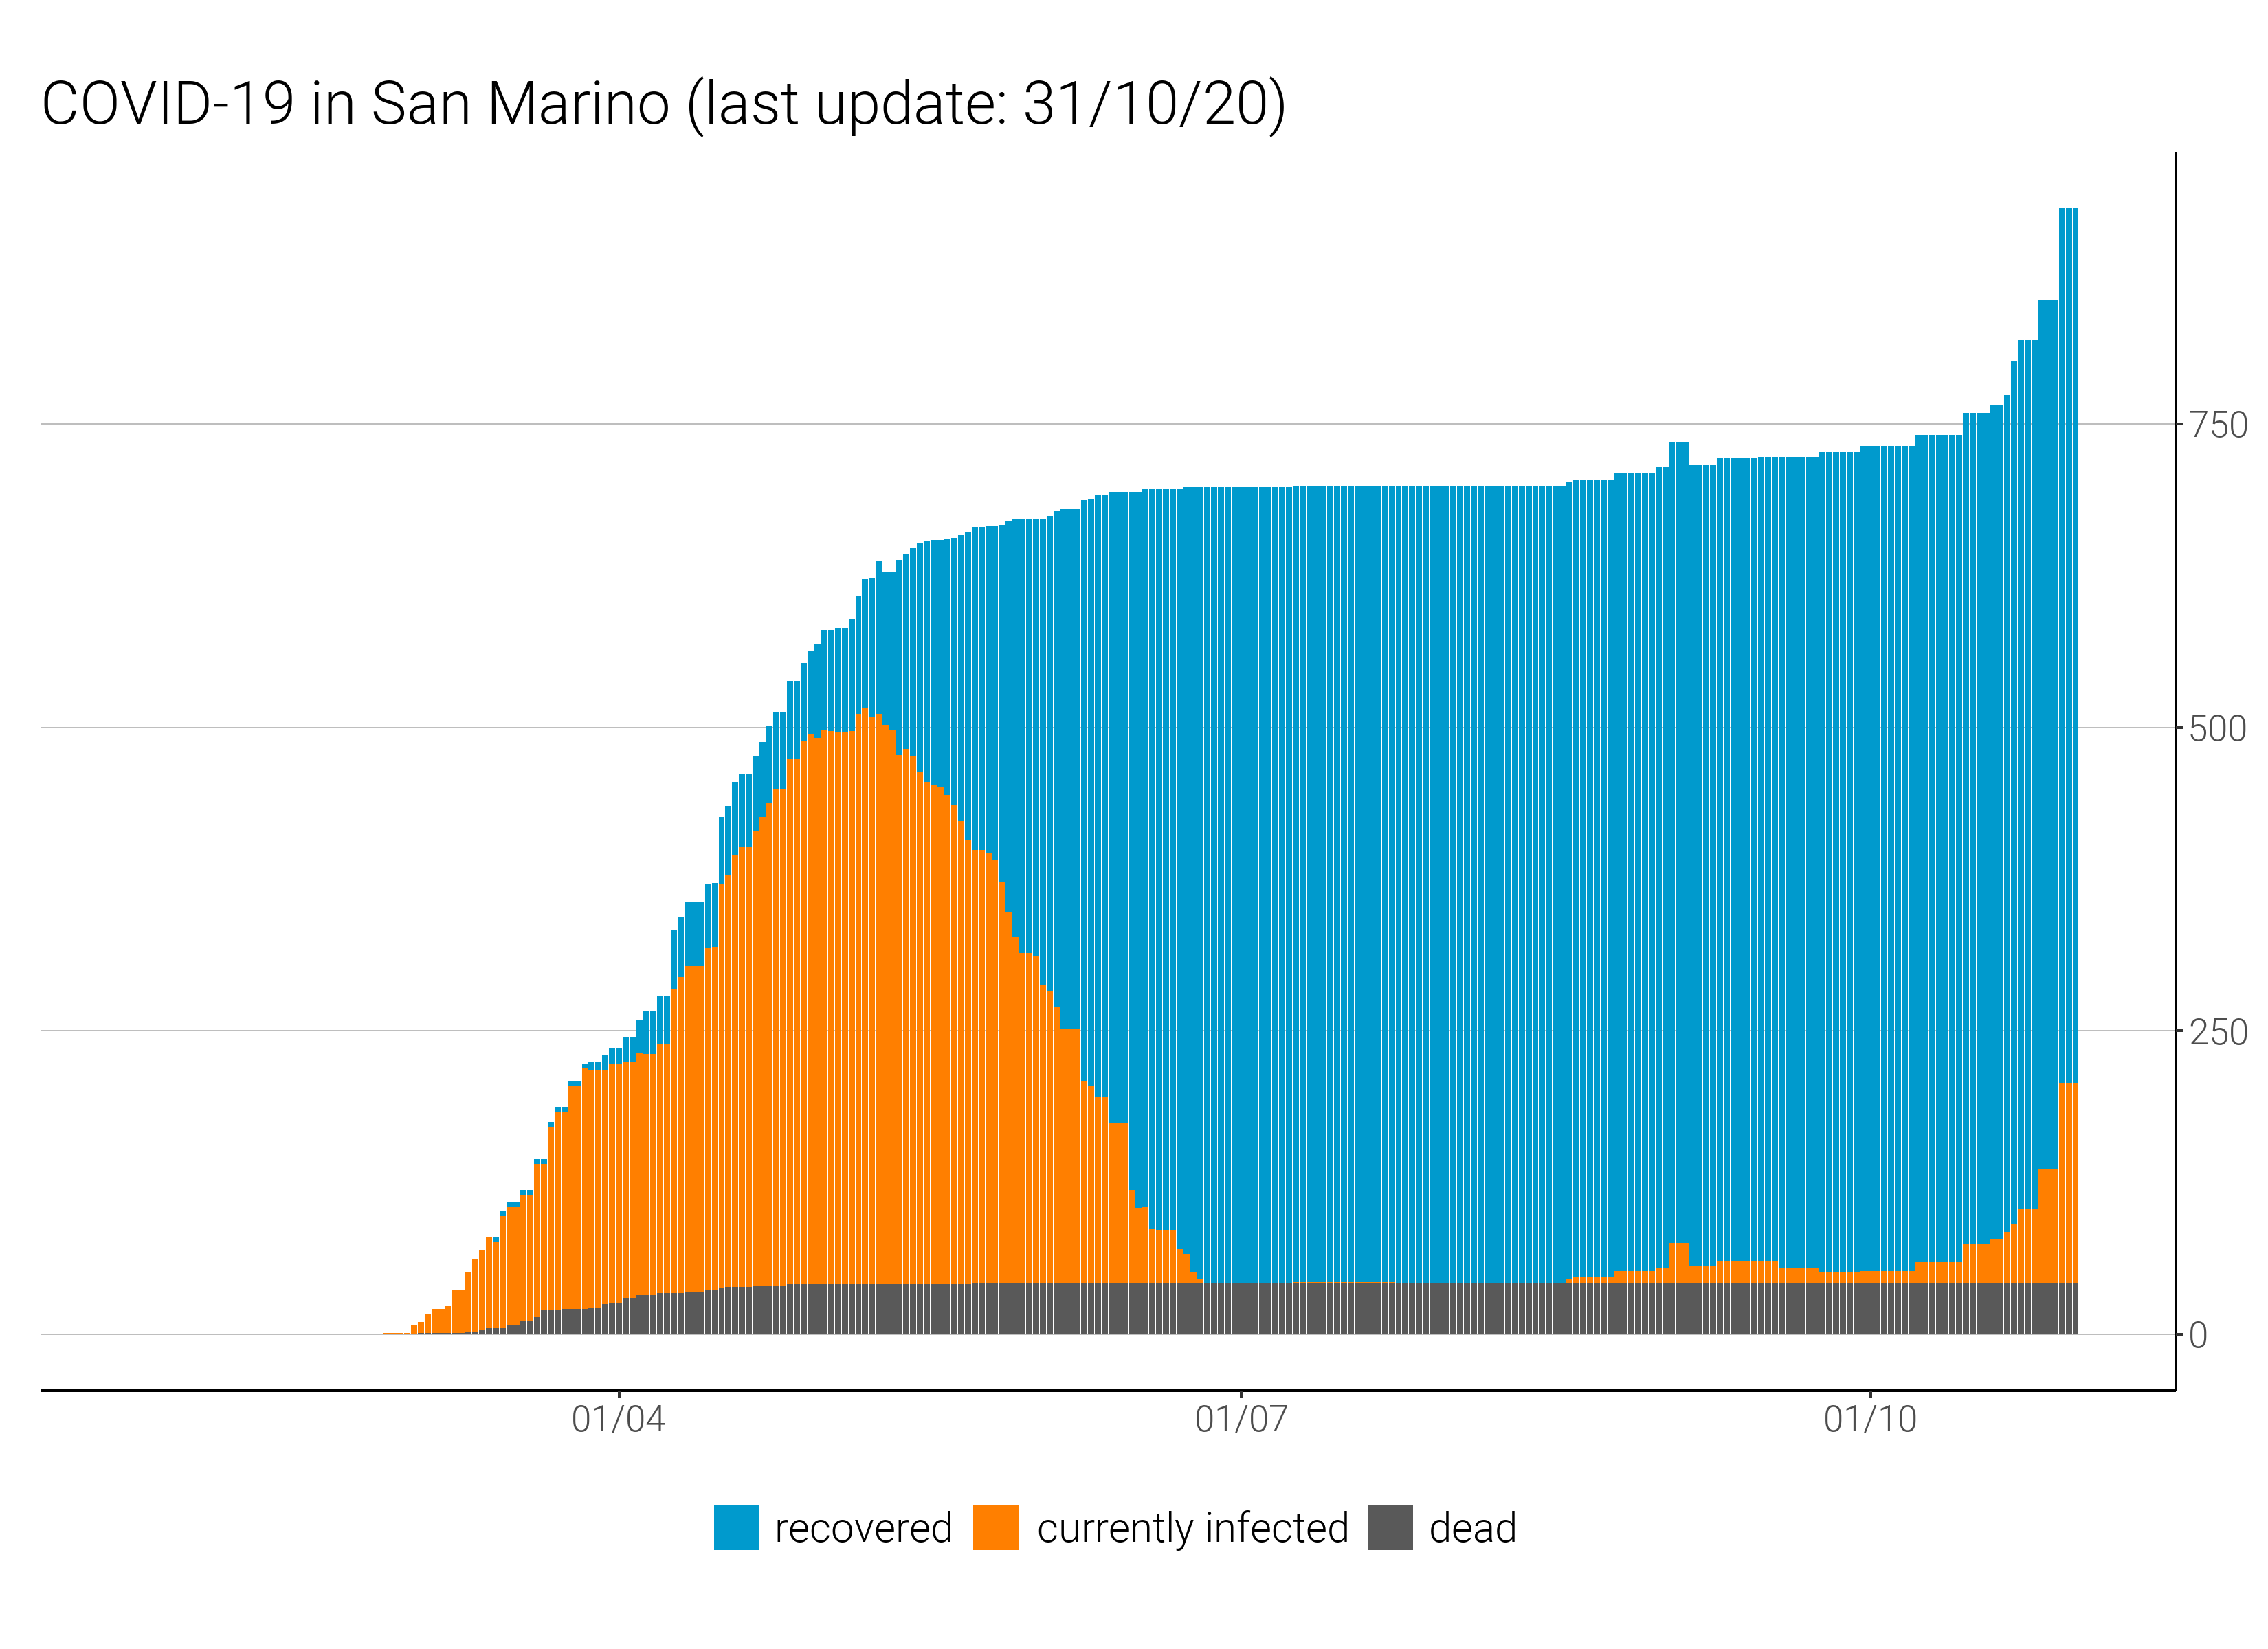 COVID-19 in San Marino (last update: 31/10/20)
750
500
250
0
01/04 01/07 01/10
recovered currently infected dead